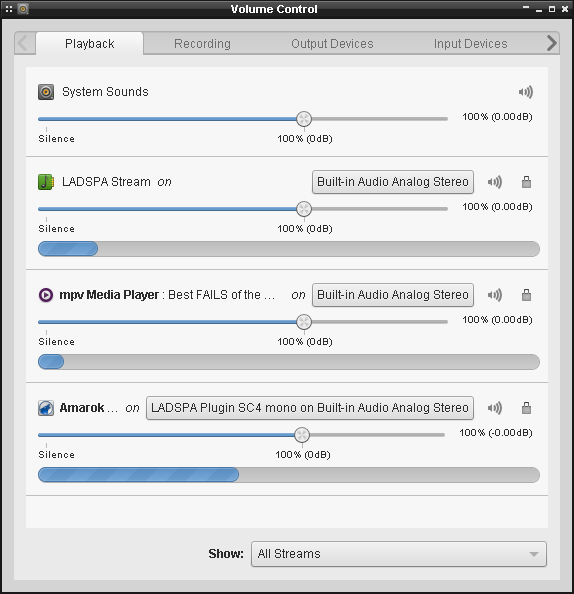 Volume Control
Playback Recording Output Devices Input Devices
System Sounds
100% (0.00dB)
Silence 100% (0dB)
LADSPA Stream on Built-in Audio Analog Stereo
100% (0.00dB)
Silence 100% (0dB)
mpv Media Player : Best FAILS of the ... on Built-in Audio Analog Stereo
100% (0.00dB)
Silence 100% (0dB)
Amarok ... on LADSPA Plugin SC4 mono on Built-in Audio Analog Stereo
100% (-0.00dB)
Silence 100% (0dB)
Show: All Streams